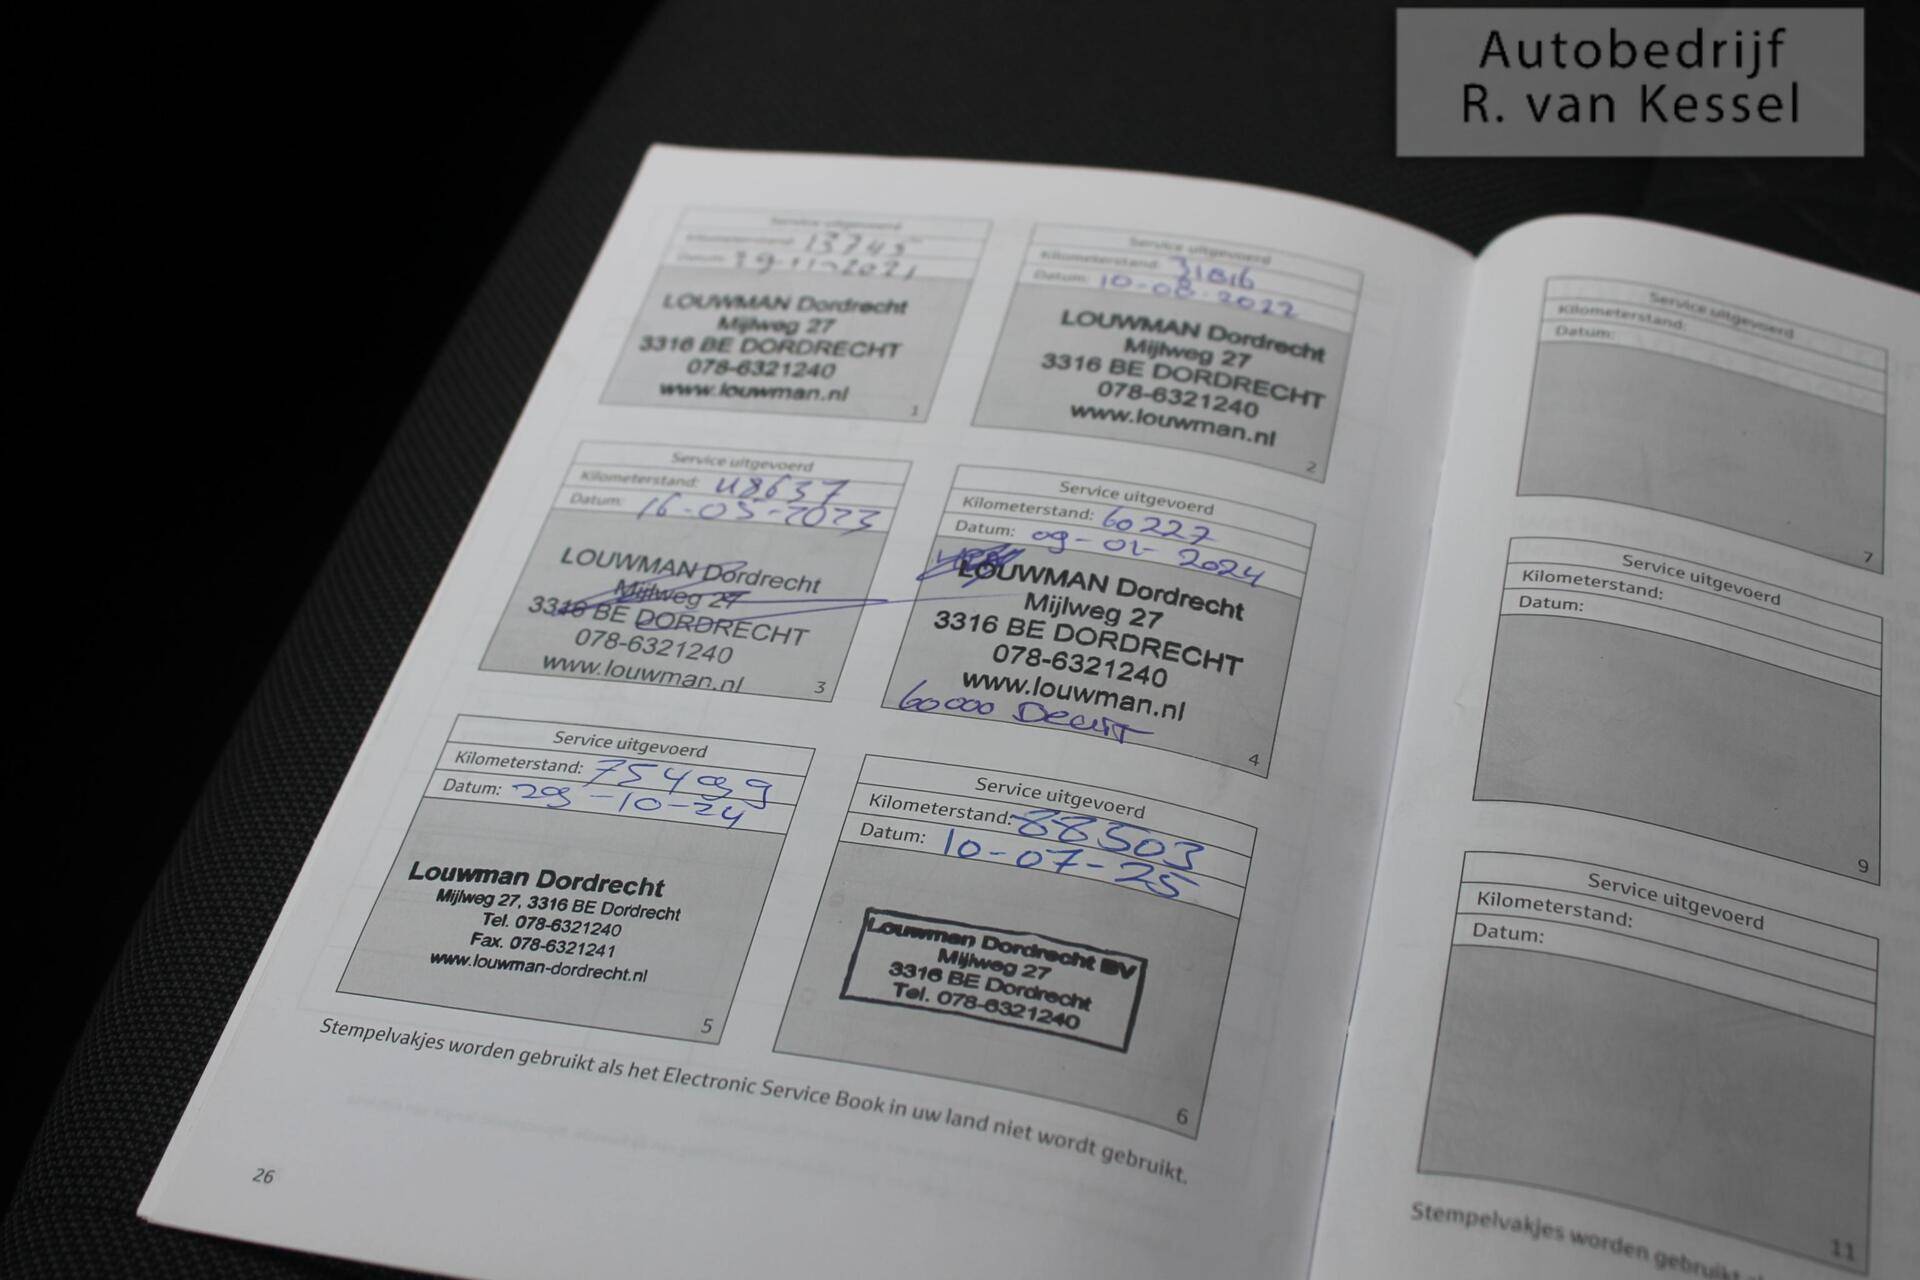 Autobedrijf
R. van Kessel
Service uitgevoerd
Kilometerstand: 13745
Datum: 29-11-2021
LOUWMAN Dordrecht
Mijlweg 27
3316 BE DORDRECHT
078-6321240
www.louwman.nl
1
Service uitgevoerd
Kilometerstand: 31816
Datum: 10-08-2022
LOUWMAN Dordrecht
Mijlweg 27
3316 BE DORDRECHT
078-6321240
www.louwman.nl
2
Service uitgevoerd
Kilometerstand: 48637
Datum: 16-05-2023
LOUWMAN Dordrecht
Mijlweg 27
3316 BE DORDRECHT
078-6321240
www.louwman.nl
3
Service uitgevoerd
Kilometerstand: 60227
Datum: 09-01-2024
LOUWMAN Dordrecht
Mijlweg 27
3316 BE DORDRECHT
078-6321240
www.louwman.nl
60000
4
Service uitgevoerd
Kilometerstand:
Datum: 29-10-24
Louwman Dordrecht
Mijlweg 27, 3316 BE Dordrecht
Tel. 078-6321240
Fax. 078-6321241
www.louwman-dordrecht.nl
5
Service uitgevoerd
Kilometerstand: 88503
Datum: 10-07-25
Louwman Dordrecht BV
Mijlweg 27
3316 BE Dordrecht
Tel. 078-6321240
6
Stempelvakjes worden gebruikt als het Electronic Service Book in uw land niet wordt gebruikt.
26
Service uitgevoerd
Kilometerstand:
Datum:
7
Service uitgevoerd
Kilometerstand:
Datum:
9
Service uitgevoerd
Kilometerstand:
Datum:
11
Stempelvakjes worden gebruikt